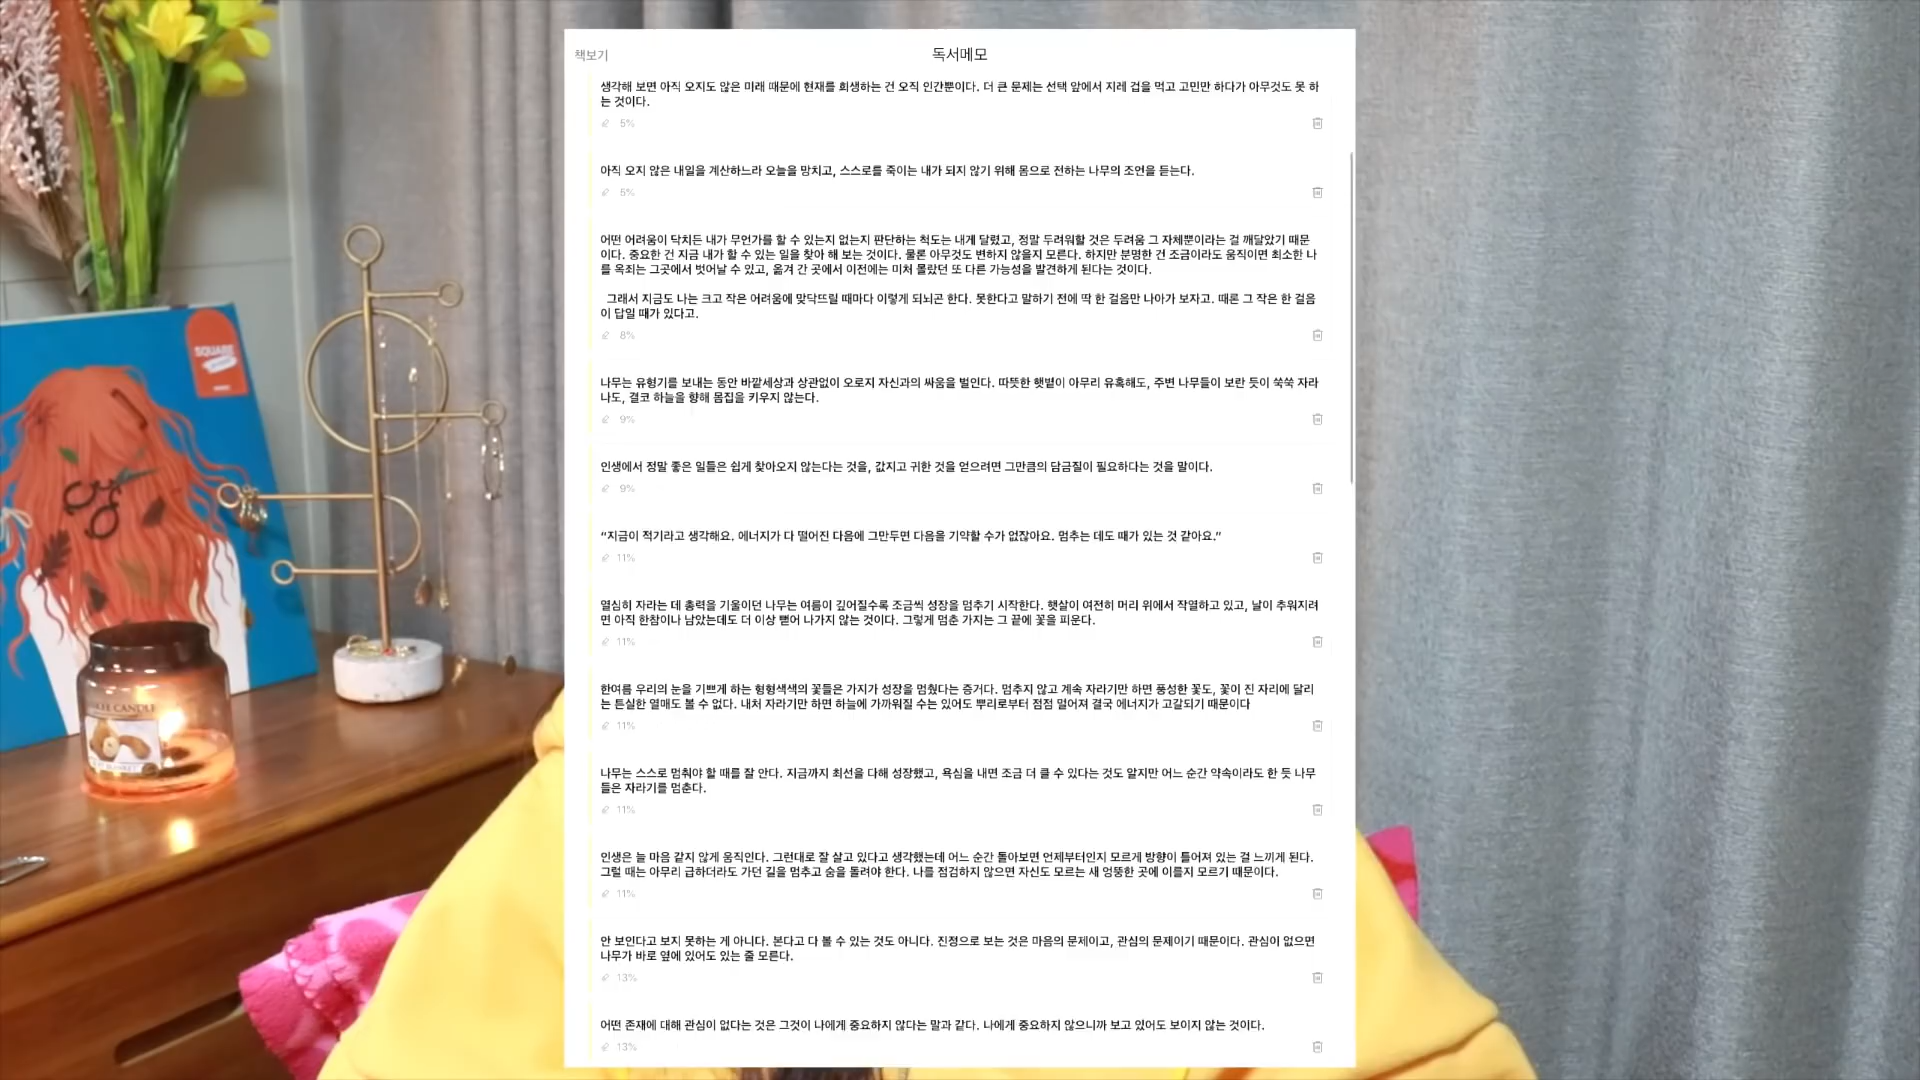 책보기
독서메모
생각해 보면 아직 오지도 않은 미래 때문에 현재를 희생하는 건 오직 인간뿐이다. 더 큰 문제는 선택 앞에서 지레 겁을 먹고 고민만 하다가 아무것도 못 하
는 것이다.
5%
아직 오지 않은 내일을 계산하느라 오늘을 망치고, 스스로를 죽이는 내가 되지 않기 위해 몸으로 전하는 나무의 조언을 듣는다.
5%
어떤 어려움이 닥치든 내가 무언가를 할 수 있는지 없는지 판단하는 척도는 내게 달렸고, 정말 두려워할 것은 두려움 그 자체뿐이라는 걸 깨달았기 때문
이다. 중요한 건 지금 내가 할 수 있는 일을 찾아 해 보는 것이다. 물론 아무것도 변하지 않을지 모른다. 하지만 분명한 건 조금이라도 움직이면 최소한 나
를 옥죄는 그곳에서 벗어날 수 있고, 옮겨 간 곳에서 이전에는 미처 몰랐던 또 다른 가능성을 발견하게 된다는 것이다.
그래서 지금도 나는 크고 작은 어려움에 맞닥뜨릴 때마다 이렇게 되뇌곤 한다. 못한다고 말하기 전에 딱 한 걸음만 나아가 보자고. 때론 그 작은 한 걸음
이 답일 때가 있다고.
8%
나무는 유형기를 보내는 동안 바깥세상과 상관없이 오로지 자신과의 싸움을 벌인다. 따뜻한 햇볕이 아무리 유혹해도, 주변 나무들이 보란 듯이 쑥쑥 자라
나도, 결코 하늘을 향해 몸집을 키우지 않는다.
9%
인생에서 정말 좋은 일들은 쉽게 찾아오지 않는다는 것을, 값지고 귀한 것을 얻으려면 그만큼의 담금질이 필요하다는 것을 말이다.
9%
“지금이 적기라고 생각해요. 에너지가 다 떨어진 다음에 그만두면 다음을 기약할 수가 없잖아요. 멈추는 데도 때가 있는 것 같아요.”
11%
열심히 자라는 데 총력을 기울이던 나무는 여름이 깊어질수록 조금씩 성장을 멈추기 시작한다. 햇살이 여전히 머리 위에서 작열하고 있고, 날이 추워지려
면 아직 한참이나 남았는데도 더 이상 뻗어 나가지 않는 것이다. 그렇게 멈춘 가지는 그 끝에 꽃을 피운다.
11%
한여름 우리의 눈을 기쁘게 하는 형형색색의 꽃들은 가지가 성장을 멈췄다는 증거다. 멈추지 않고 계속 자라기만 하면 풍성한 꽃도, 꽃이 진 자리에 달리
는 튼실한 열매도 볼 수 없다. 내처 자라기만 하면 하늘에 가까워질 수는 있어도 뿌리로부터 점점 멀어져 결국 에너지가 고갈되기 때문이다
11%
나무는 스스로 멈춰야 할 때를 잘 안다. 지금까지 최선을 다해 성장했고, 욕심을 내면 조금 더 클 수 있다는 것도 알지만 어느 순간 약속이라도 한 듯 나무
들은 자라기를 멈춘다.
11%
인생은 늘 마음 같지 않게 움직인다. 그런대로 잘 살고 있다고 생각했는데 어느 순간 돌아보면 언제부터인지 모르게 방향이 틀어져 있는 걸 느끼게 된다.
그럴 때는 아무리 급하더라도 가던 길을 멈추고 숨을 돌려야 한다. 나를 점검하지 않으면 자신도 모르는 새 엉뚱한 곳에 이를지 모르기 때문이다.
11%
안 보인다고 보지 못하는 게 아니다. 본다고 다 볼 수 있는 것도 아니다. 진정으로 보는 것은 마음의 문제이고, 관심의 문제이기 때문이다. 관심이 없으면
나무가 바로 옆에 있어도 있는 줄 모른다.
13%
어떤 존재에 대해 관심이 없다는 것은 그것이 나에게 중요하지 않다는 말과 같다. 나에게 중요하지 않으니까 보고 있어도 보이지 않는 것이다.
13%
SQUARE
CANDLE